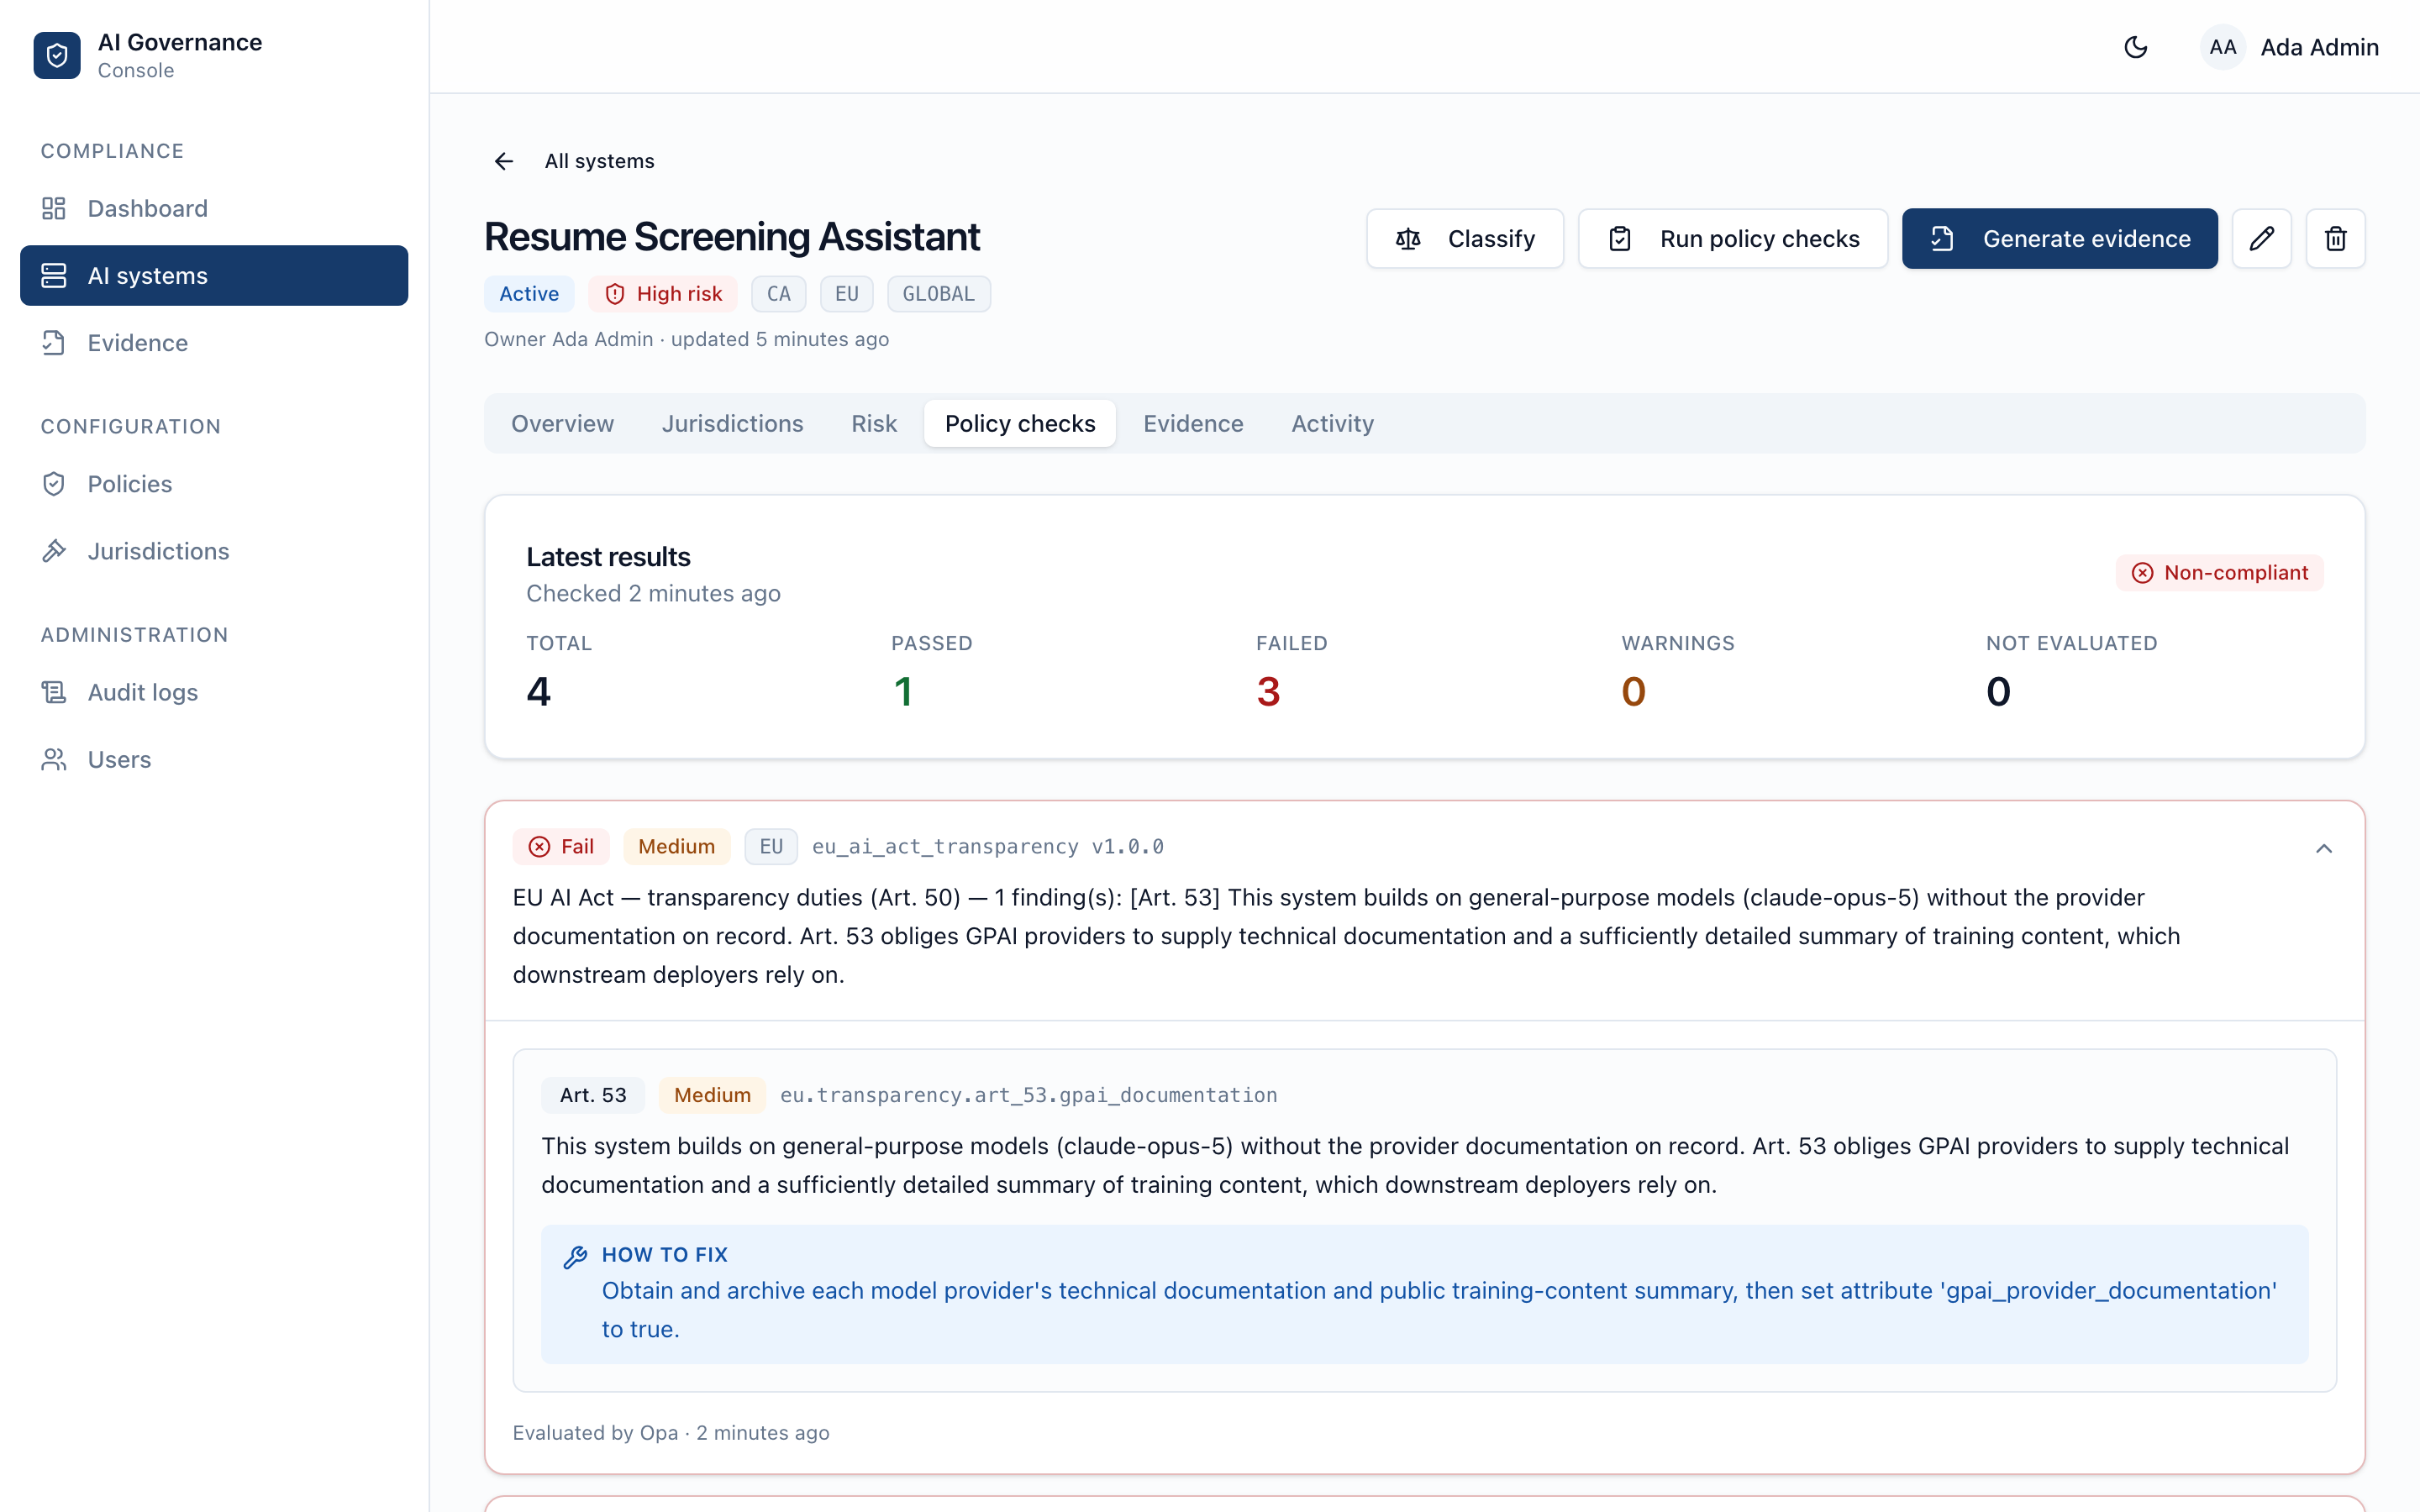 AI Governance
Console
COMPLIANCE
Dashboard
AI systems
Evidence
CONFIGURATION
Policies
Jurisdictions
ADMINISTRATION
Audit logs
Users
AA Ada Admin
All systems
Resume Screening Assistant
Classify
Run policy checks
Generate evidence
Active High risk CA EU GLOBAL
Owner Ada Admin · updated 5 minutes ago
Overview Jurisdictions Risk Policy checks Evidence Activity
Latest results
Checked 2 minutes ago
Non-compliant
TOTAL PASSED FAILED WARNINGS NOT EVALUATED
4 1 3 0 0
Fail Medium EU eu_ai_act_transparency v1.0.0
EU AI Act — transparency duties (Art. 50) — 1 finding(s): [Art. 53] This system builds on general-purpose models (claude-opus-5) without the provider
documentation on record. Art. 53 obliges GPAI providers to supply technical documentation and a sufficiently detailed summary of training content, which
downstream deployers rely on.
Art. 53 Medium eu.transparency.art_53.gpai_documentation
This system builds on general-purpose models (claude-opus-5) without the provider documentation on record. Art. 53 obliges GPAI providers to supply technical
documentation and a sufficiently detailed summary of training content, which downstream deployers rely on.
HOW TO FIX
Obtain and archive each model provider's technical documentation and public training-content summary, then set attribute 'gpai_provider_documentation'
to true.
Evaluated by Opa · 2 minutes ago